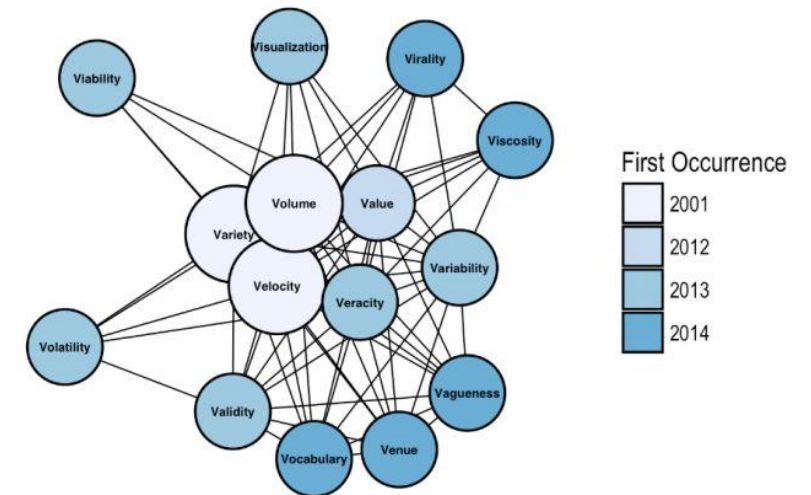 Visualization
Virality
Viability
Viscosity
First Occurrence
Volume
Value
2001
Variety
2012
Variability
Velocity
2013
Veracity
2014
Volatility
Vagueness
Validity
Venue
Vocabulary